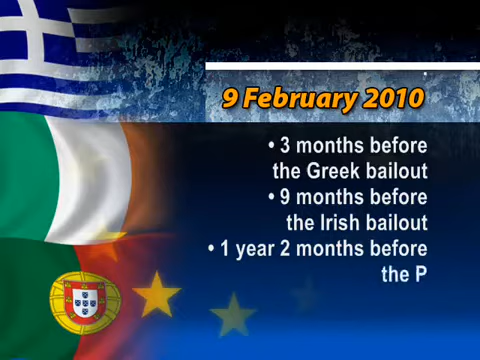 9 February 2010
• 3 months before
the Greek bailout
• 9 months before
the Irish bailout
• 1 year 2 months before
the P